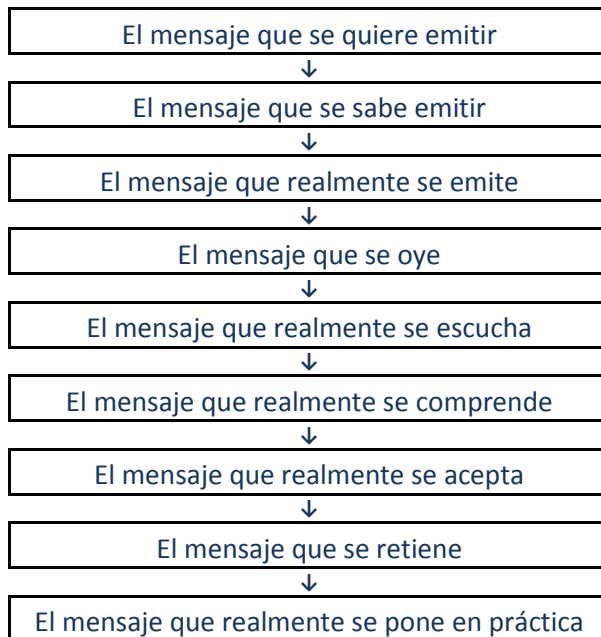 El mensaje que se quiere emitir
↓
El mensaje que se sabe emitir
↓
El mensaje que realmente se emite
↓
El mensaje que se oye
↓
El mensaje que realmente se escucha
↓
El mensaje que realmente se comprende
↓
El mensaje que realmente se acepta
↓
El mensaje que se retiene
↓
El mensaje que realmente se pone en práctica